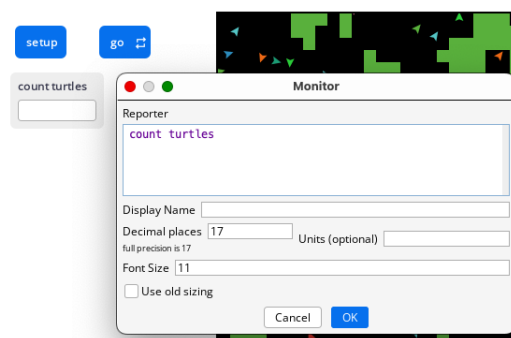 setup
go
count turtles
Monitor
Reporter
count turtles
Display Name
Decimal places 17
full precision is 17
Units (optional)
Font Size 11
Use old sizing
Cancel OK